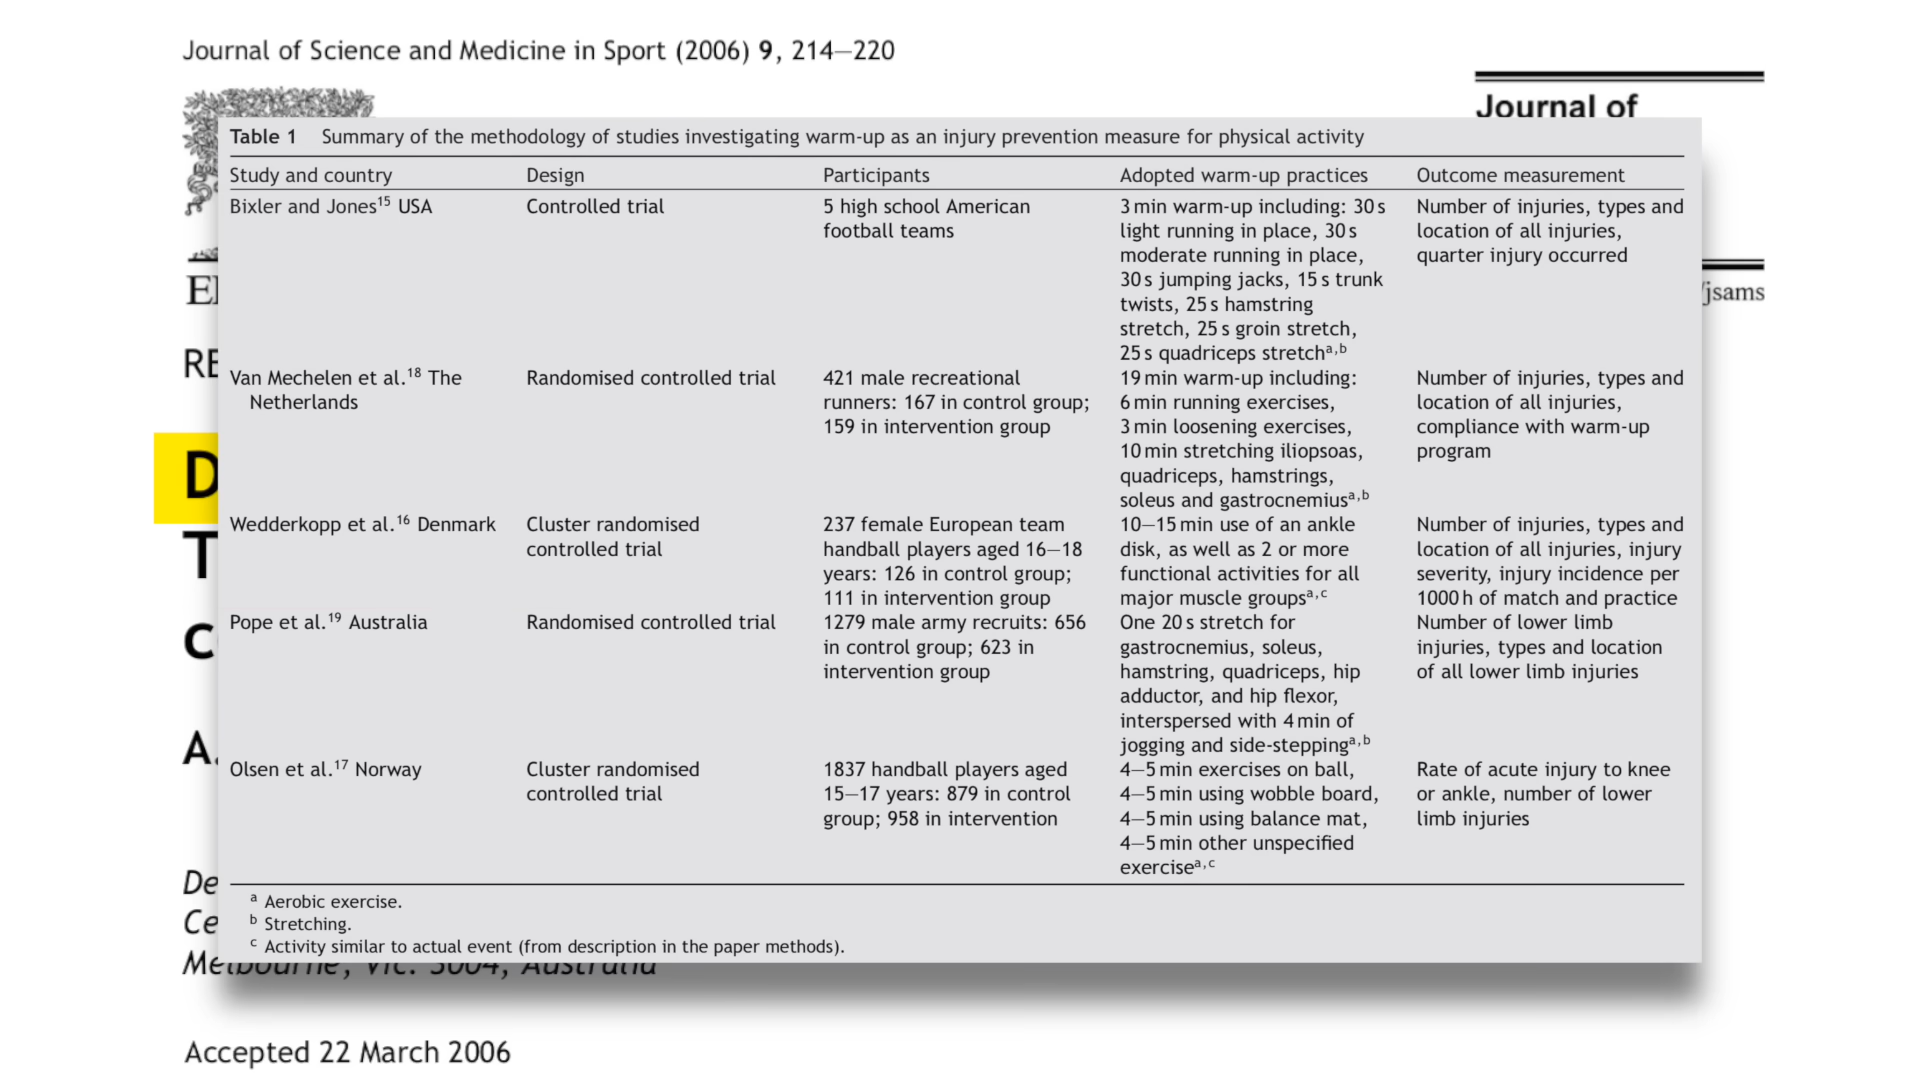 Journal of Science and Medicine in Sport (2006) 9, 214—220
Journal of
Table 1 Summary of the methodology of studies investigating warm-up as an injury prevention measure for physical activity
Study and country Design Participants Adopted warm-up practices Outcome measurement
Bixler and Jones15 USA Controlled trial 5 high school American 3 min warm-up including: 30 s Number of injuries, types and
football teams light running in place, 30 s location of all injuries,
moderate running in place, quarter injury occurred
30 s jumping jacks, 15 s trunk
twists, 25 s hamstring
stretch, 25 s groin stretch,
25 s quadriceps stretcha,b
Van Mechelen et al.18 The Randomised controlled trial 421 male recreational 19 min warm-up including: Number of injuries, types and
Netherlands runners: 167 in control group; 6 min running exercises, location of all injuries,
159 in intervention group 3 min loosening exercises, compliance with warm-up
10 min stretching iliopsoas, program
quadriceps, hamstrings,
soleus and gastrocnemiusa,b
Wedderkopp et al.16 Denmark Cluster randomised 237 female European team 10—15 min use of an ankle Number of injuries, types and
controlled trial handball players aged 16—18 disk, as well as 2 or more location of all injuries, injury
years: 126 in control group; functional activities for all severity, injury incidence per
111 in intervention group major muscle groupsa,c 1000 h of match and practice
Pope et al.19 Australia Randomised controlled trial 1279 male army recruits: 656 One 20 s stretch for Number of lower limb
in control group; 623 in gastrocnemius, soleus, injuries, types and location
intervention group hamstring, quadriceps, hip of all lower limb injuries
adductor, and hip flexor,
interspersed with 4 min of
jogging and side-steppinga,b
Olsen et al.17 Norway Cluster randomised 1837 handball players aged 4—5 min exercises on ball, Rate of acute injury to knee
controlled trial 15—17 years: 879 in control 4—5 min using wobble board, or ankle, number of lower
group; 958 in intervention 4—5 min using balance mat, limb injuries
4—5 min other unspecified
exercisea,c
a Aerobic exercise.
b Stretching.
c Activity similar to actual event (from description in the paper methods).
El
/jsams
RE
D
T
c
A.
De
Ce
Melbourne, Vic. 3004, Australia
Accepted 22 March 2006